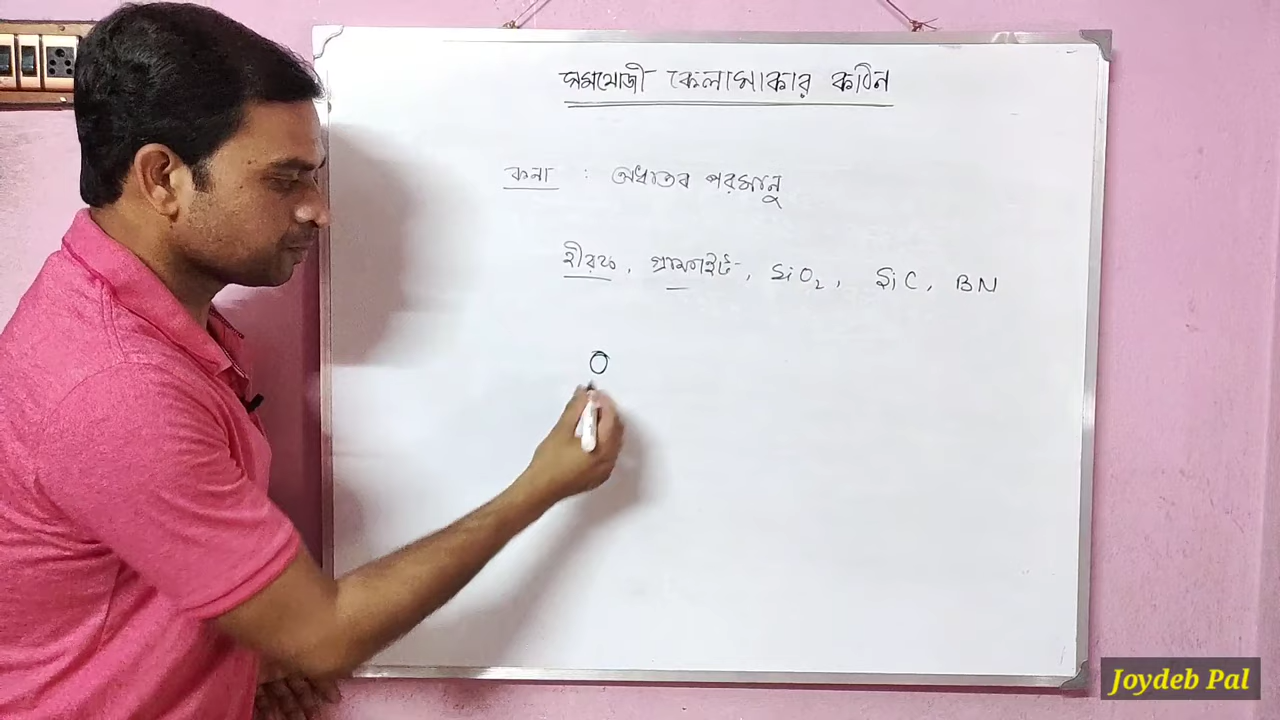 সমযোজী কেলাসাকার কঠিন
কনা : অধাতব পরমানু
হীরক, গ্রাফাইট, SiO₂, SiC, BN
Joydeb Pal